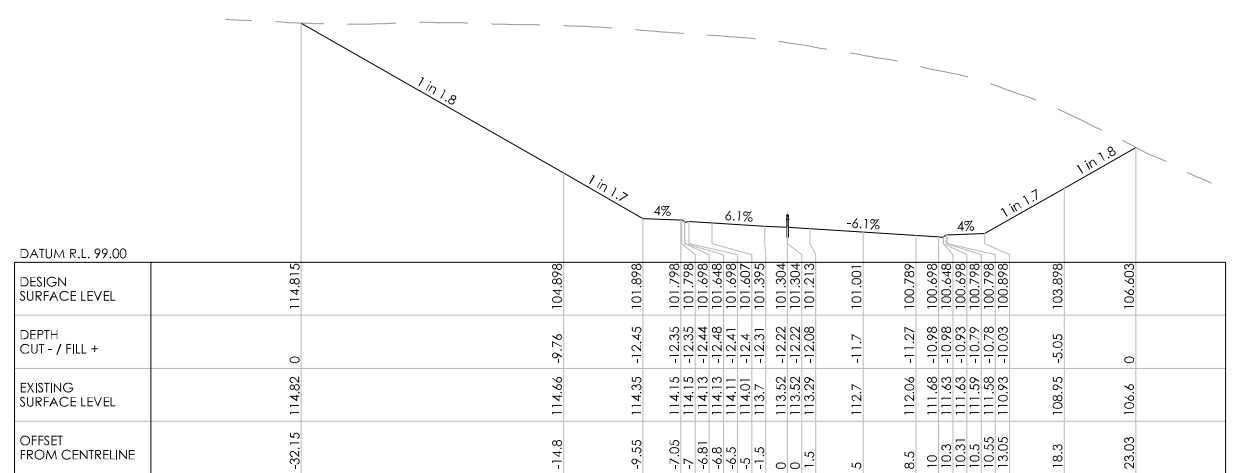 1 in 1.8
1 in 1.7
4%
6.1%
-6.1%
4%
1 in 1.7
1 in 1.8
DATUM R.L. 99.00
DESIGN
SURFACE LEVEL
114.815 104.898 101.898 101.798 101.798 101.698 101.648 101.698 101.607 101.395 101.304 101.304 101.213 101.001 100.789 100.698 100.648 100.698 100.798 100.798 100.898 103.898 106.603
DEPTH
CUT - / FILL +
0 -9.76 -12.45 -12.35 -12.35 -12.44 -12.48 -12.41 -12.4 -12.31 -12.22 -12.22 -12.08 -11.7 -11.27 -10.98 -10.98 -10.93 -10.79 -10.78 -10.03 -5.05 0
EXISTING
SURFACE LEVEL
114.82 114.66 114.35 114.15 114.15 114.13 114.13 114.11 114.01 113.7 113.52 113.52 113.29 112.7 112.06 111.68 111.63 111.63 111.59 111.58 110.93 108.95 106.6
OFFSET
FROM CENTRELINE
-32.15 -14.8 -9.55 -7.05 -7 -6.81 -6.8 -6.5 -5 -1.5 0 0 1.5 5 8.5 10 10.3 10.31 10.5 10.55 13.05 18.3 23.03